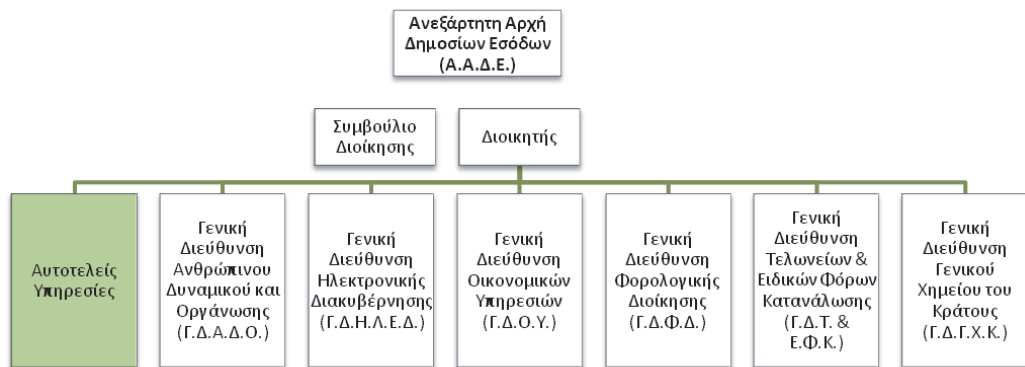 Ανεξάρτητη Αρχή
Δημοσίων Εσόδων
(Α.Α.Δ.Ε.)
Συμβούλιο
Διοίκησης
Διοικητής
Αυτοτελείς
Υπηρεσίες
Γενική
Διεύθυνση
Ανθρώπινου
Δυναμικού και
Οργάνωσης
(Γ.Δ.Α.Δ.Ο.)
Γενική
Διεύθυνση
Ηλεκτρονικής
Διακυβέρνησης
(Γ.Δ.Η.Λ.Ε.Δ.)
Γενική
Διεύθυνση
Οικονομικών
Υπηρεσιών
(Γ.Δ.Ο.Υ.)
Γενική
Διεύθυνση
Φορολογικής
Διοίκησης
(Γ.Δ.Φ.Δ.)
Γενική
Διεύθυνση
Τελωνείων &
Ειδικών Φόρων
Κατανάλωσης
(Γ.Δ.Τ. &
Ε.Φ.Κ.)
Γενική
Διεύθυνση
Γενικού
Χημείου του
Κράτους
(Γ.Δ.Γ.Χ.Κ.)